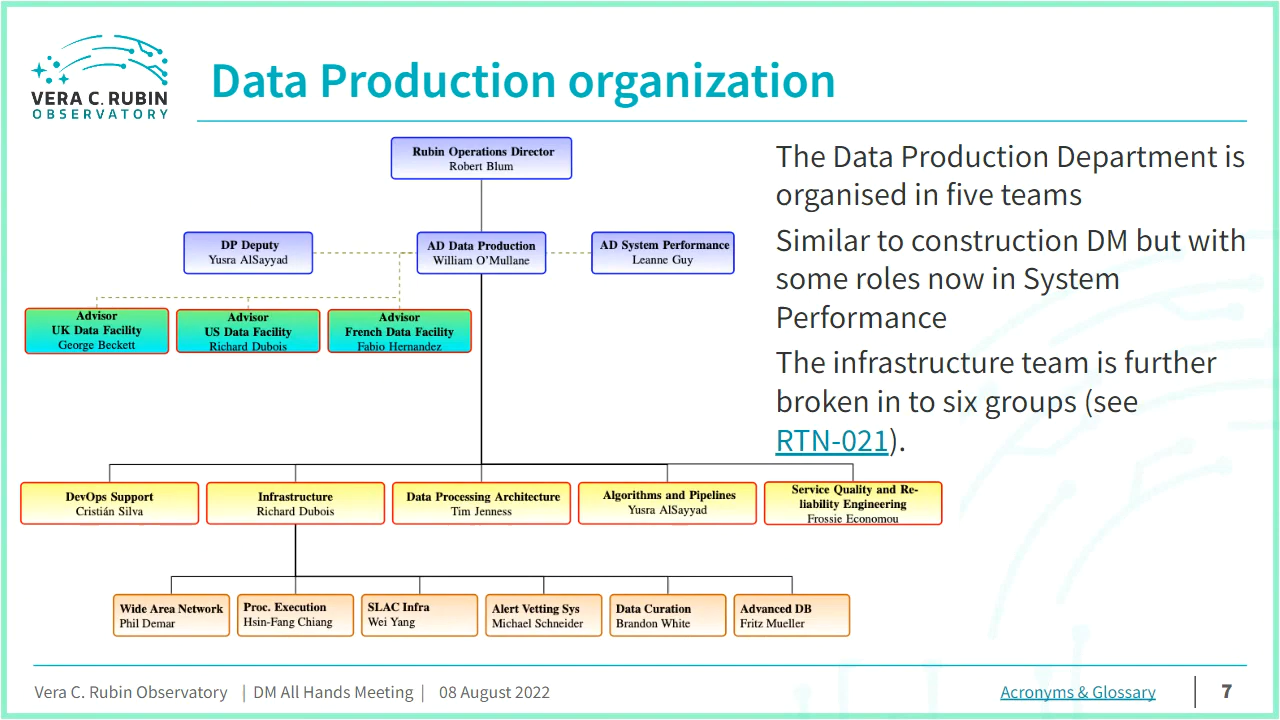 VERA C. RUBIN
OBSERVATORY
Data Production organization
Rubin Operations Director
Robert Blum
DP Deputy
Yusra AlSayyad
AD Data Production
William O'Mullane
AD System Performance
Leanne Guy
Advisor
UK Data Facility
George Beckett
Advisor
US Data Facility
Richard Dubois
Advisor
French Data Facility
Fabio Hernandez
The Data Production Department is
organised in five teams
Similar to construction DM but with
some roles now in System
Performance
The infrastructure team is further
broken in to six groups (see
RTN-021).
DevOps Support
Cristián Silva
Infrastructure
Richard Dubois
Data Processing Architecture
Tim Jenness
Algorithms and Pipelines
Yusra AlSayyad
Service Quality and Re-
liability Engineering
Frossie Economou
Wide Area Network
Phil Demar
Proc. Execution
Hsin-Fang Chiang
SLAC Infra
Wei Yang
Alert Vetting Sys
Michael Schneider
Data Curation
Brandon White
Advanced DB
Fritz Mueller
Vera C. Rubin Observatory | DM All Hands Meeting | 08 August 2022
Acronyms & Glossary | 7